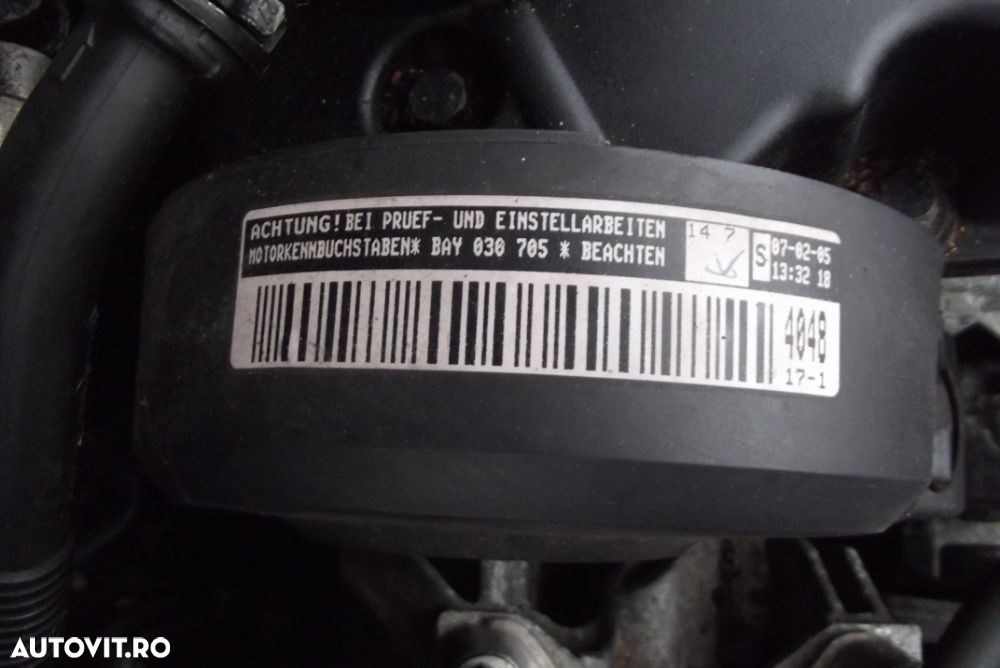 ACHTUNG! BEI PRUEF- UND EINSTELLARBEITEN
MOTORKENNBUCHSTABEN* BAY 030 705 * BEACHTEN
14 7
S
07-02-05
13:32 18
4048
17-1
AUTOVIT.RO